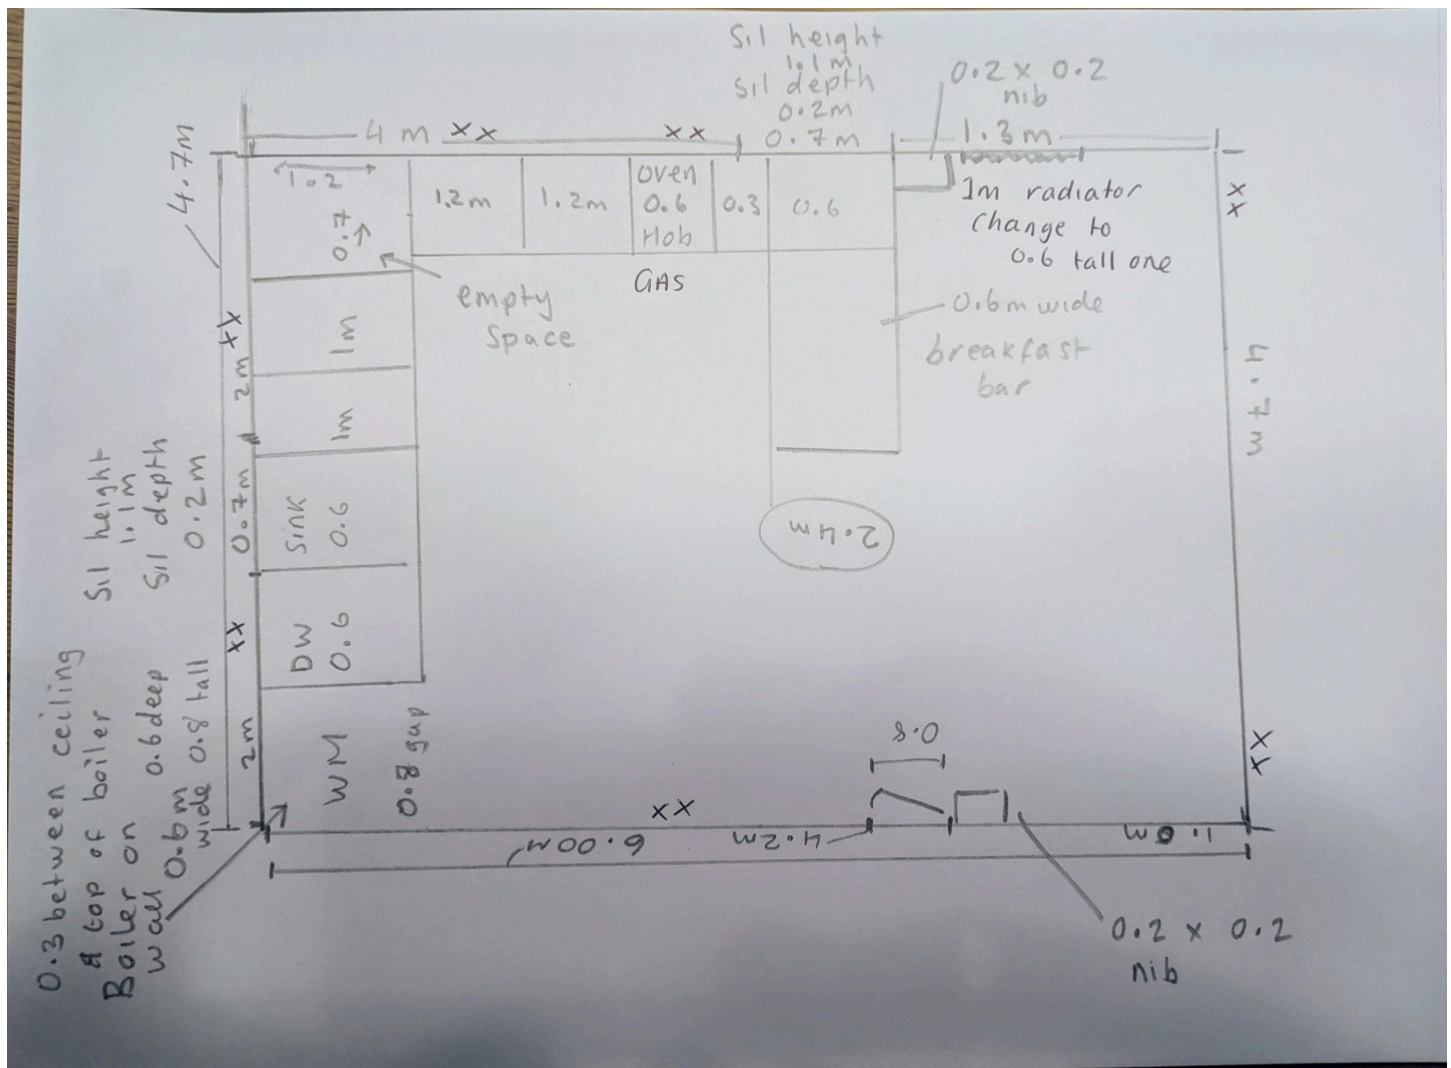 Sil height
1.1m
Sil depth
0.2m
0.7m
4m xx
xx
0.2 x 0.2
nib
1.3m
4.7m
1.2
0.7
1.2m
1.2m
oven
0.6
Hob
0.3
0.6
GAS
empty
space
1m radiator
change to
0.6 tall one
xx
0.6m wide
breakfast
bar
4.7m
2.4m
xx
2m
1m
1m
Sil height
1.1m
Sil depth
0.2m
0.7m
Sink
0.6
xx
DW
0.6
2m
WM
0.8 gap
0.3 between ceiling
& top of boiler
Boiler on 0.6 deep
wall 0.6m wide 0.8 tall
0.8
xx
xx
4.2m
6.00m
1.0m
0.2 x 0.2
nib